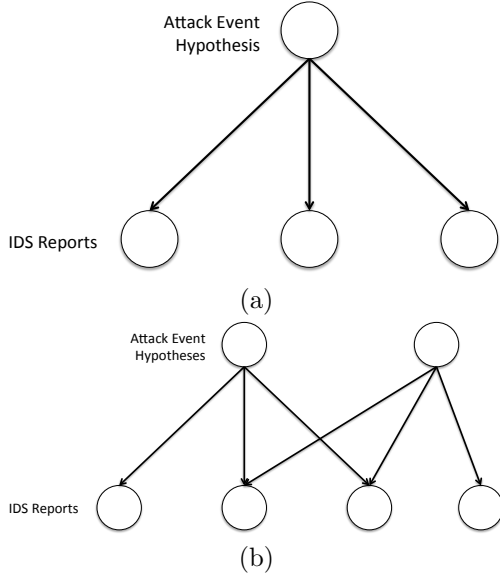 Attack Event
Hypothesis
IDS Reports
(a)
Attack Event
Hypotheses
IDS Reports
(b)